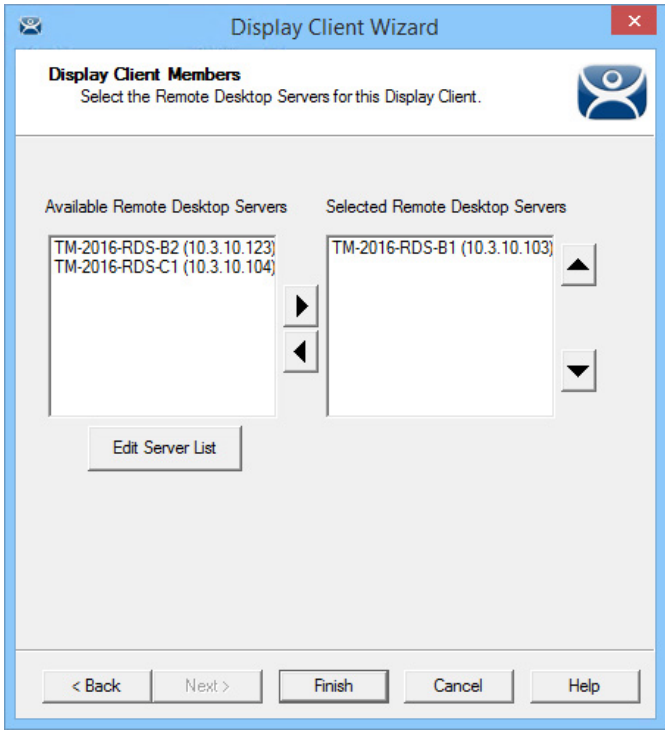 Display Client Wizard
Display Client Members
Select the Remote Desktop Servers for this Display Client.
Available Remote Desktop Servers
Selected Remote Desktop Servers
TM-2016-RDS-B2 (10.3.10.123)
TM-2016-RDS-C1 (10.3.10.104)
TM-2016-RDS-B1 (10.3.10.103)
Edit Server List
< Back
Next >
Finish
Cancel
Help